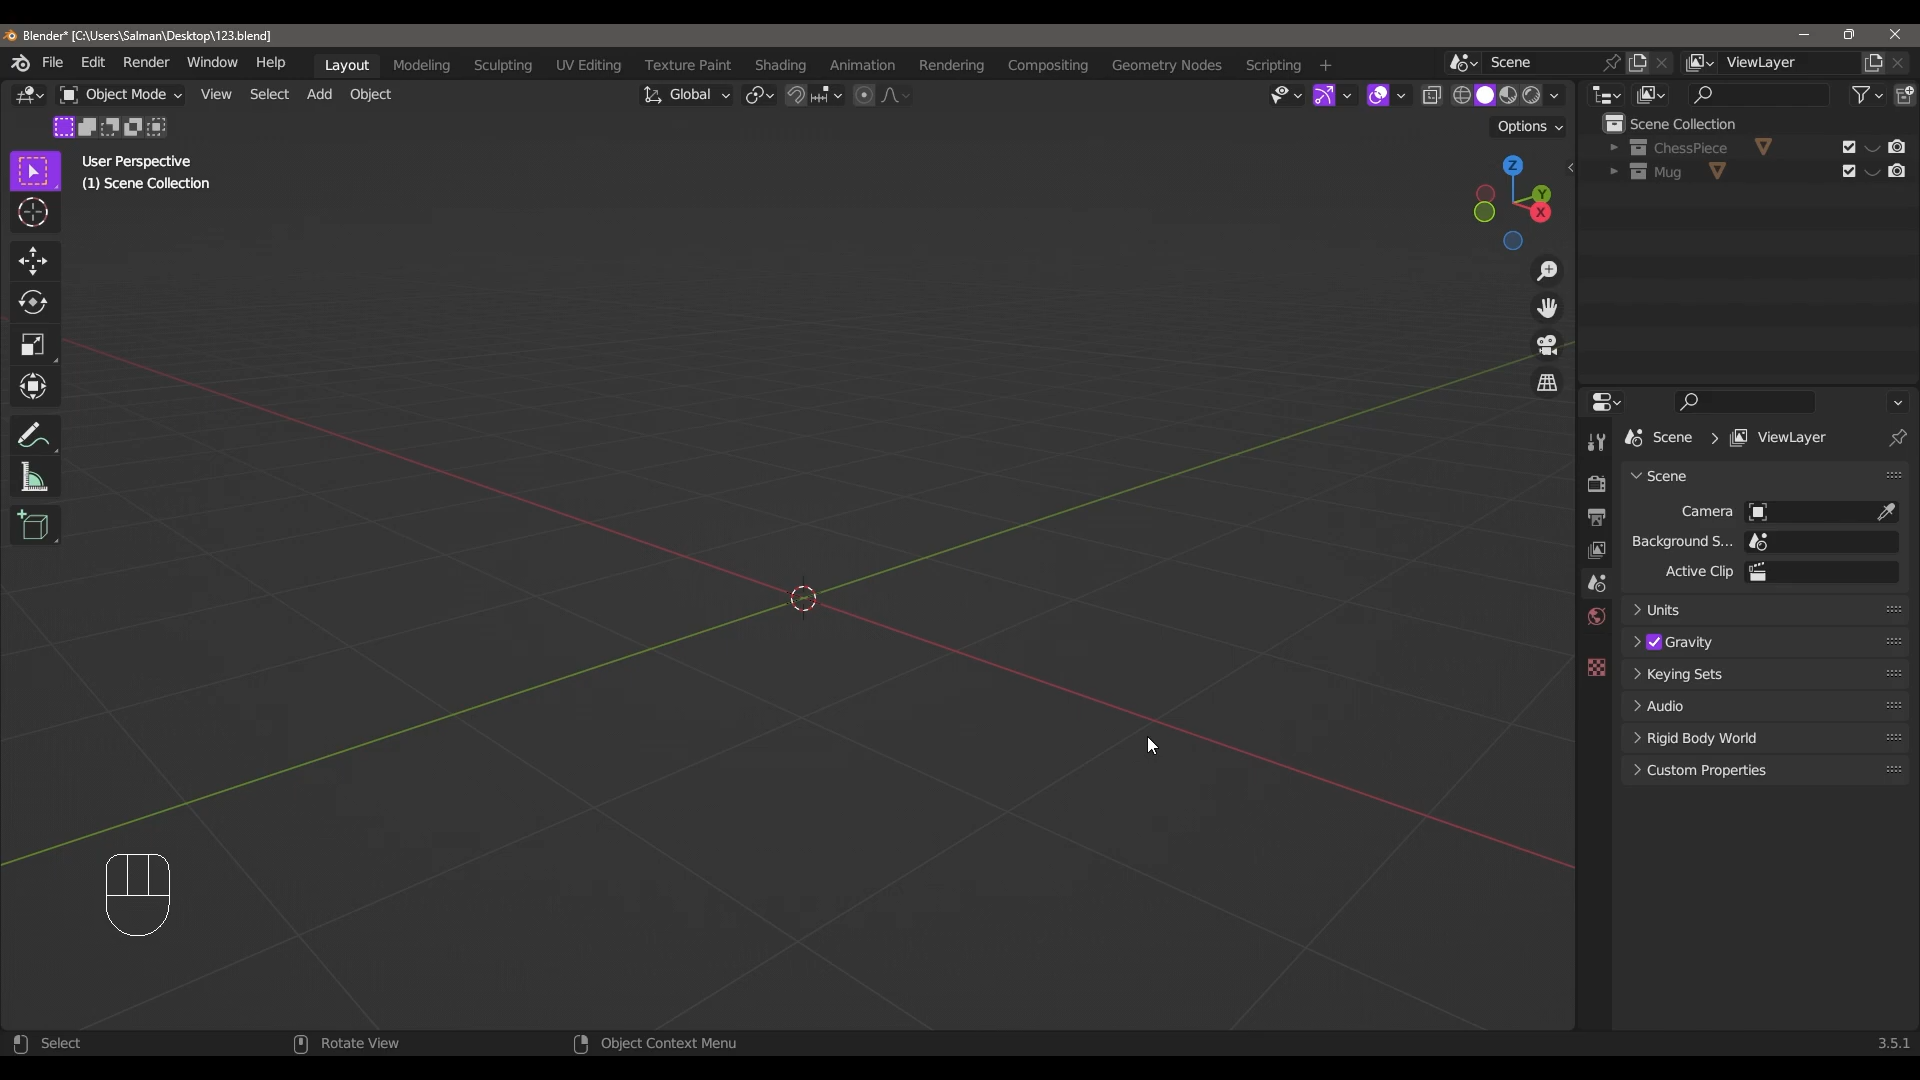 Blender* [C:\Users\Salman\Desktop\123.blend]
File Edit Render Window Help Layout Modeling Sculpting UV Editing Texture Paint Shading Animation Rendering Compositing Geometry Nodes Scripting + Scene ViewLayer
Object Mode View Select Add Object Global
Options
User Perspective
(1) Scene Collection
Z
Y
X
Scene Collection
ChessPiece
Mug
Scene > ViewLayer
Scene
Camera
Background S...
Active Clip
Units
Gravity
Keying Sets
Audio
Rigid Body World
Custom Properties
Select Rotate View Object Context Menu 3.5.1